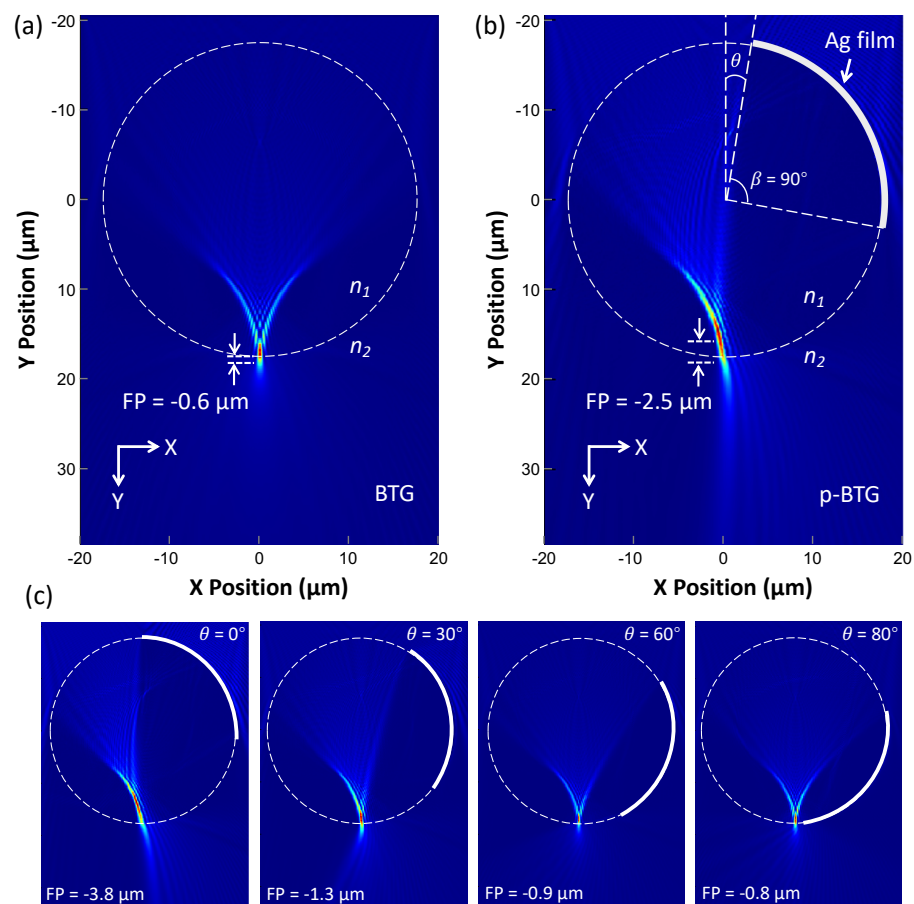 (a)
-20
-10
0
10
20
30
Y Position (µm)
n1
n2
FP = -0.6 µm
X
Y
BTG
-20
-10
0
10
20
X Position (µm)
(b)
-20
-10
0
10
20
30
Y Position (µm)
θ
Ag film
β = 90°
n1
n2
FP = -2.5 µm
X
Y
p-BTG
-20
-10
0
10
20
X Position (µm)
(c)
θ = 0°
FP = -3.8 µm
θ = 30°
FP = -1.3 µm
θ = 60°
FP = -0.9 µm
θ = 80°
FP = -0.8 µm